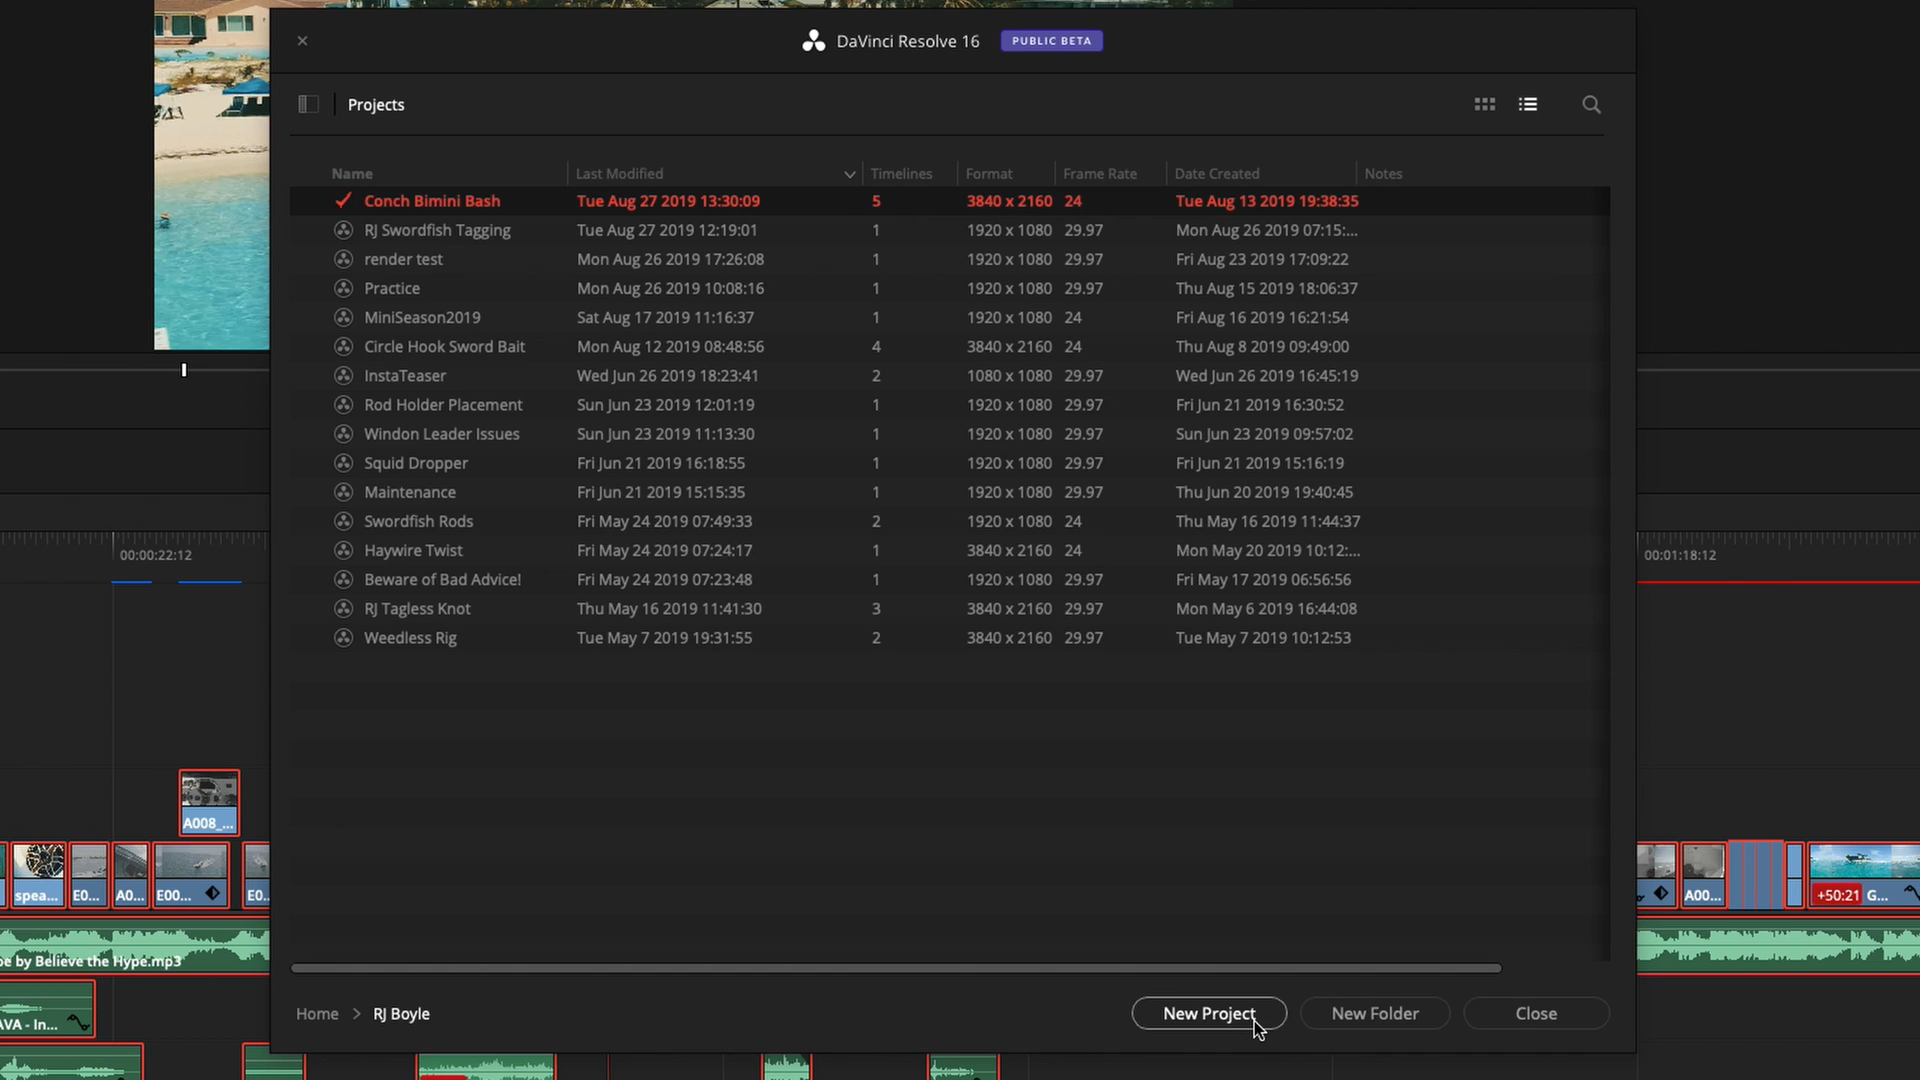 DaVinci Resolve 16 PUBLIC BETA
Projects
Name Last Modified Timelines Format Frame Rate Date Created Notes
Conch Bimini Bash Tue Aug 27 2019 13:30:09 5 3840 x 2160 24 Tue Aug 13 2019 19:38:35
RJ Swordfish Tagging Tue Aug 27 2019 12:19:01 1 1920 x 1080 29.97 Mon Aug 26 2019 07:15:...
render test Mon Aug 26 2019 17:26:08 1 1920 x 1080 29.97 Fri Aug 23 2019 17:09:22
Practice Mon Aug 26 2019 10:08:16 1 1920 x 1080 29.97 Thu Aug 15 2019 18:06:37
MiniSeason2019 Sat Aug 17 2019 11:16:37 1 1920 x 1080 24 Fri Aug 16 2019 16:21:54
Circle Hook Sword Bait Mon Aug 12 2019 08:48:56 4 3840 x 2160 24 Thu Aug 8 2019 09:49:00
InstaTeaser Wed Jun 26 2019 18:23:41 2 1080 x 1080 29.97 Wed Jun 26 2019 16:45:19
Rod Holder Placement Sun Jun 23 2019 12:01:19 1 1920 x 1080 29.97 Fri Jun 21 2019 16:30:52
Windon Leader Issues Sun Jun 23 2019 11:13:30 1 1920 x 1080 29.97 Sun Jun 23 2019 09:57:02
Squid Dropper Fri Jun 21 2019 16:18:55 1 1920 x 1080 29.97 Fri Jun 21 2019 15:16:19
Maintenance Fri Jun 21 2019 15:15:35 1 1920 x 1080 29.97 Thu Jun 20 2019 19:40:45
Swordfish Rods Fri May 24 2019 07:49:33 2 1920 x 1080 24 Thu May 16 2019 11:44:37
Haywire Twist Fri May 24 2019 07:24:17 1 3840 x 2160 24 Mon May 20 2019 10:12:...
Beware of Bad Advice! Fri May 24 2019 07:23:48 1 1920 x 1080 29.97 Fri May 17 2019 06:56:56
RJ Tagless Knot Thu May 16 2019 11:41:30 3 3840 x 2160 29.97 Mon May 6 2019 16:44:08
Weedless Rig Tue May 7 2019 19:31:55 2 3840 x 2160 29.97 Tue May 7 2019 10:12:53
00:00:22:12
00:01:18:12
A008_...
spea... E0... A0... E00... E0.
A00... +50:21 G...
be by Believe the Hype.mp3
Home > RJ Boyle New Project New Folder Close
VA - In...